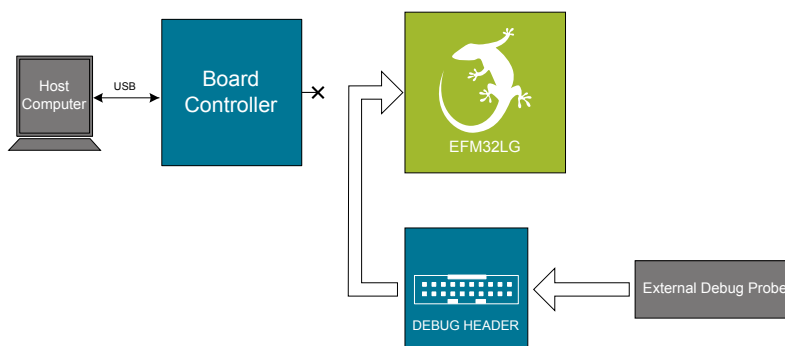 Host
Computer
USB
Board
Controller
EFM32LG
DEBUG HEADER
External Debug Probe